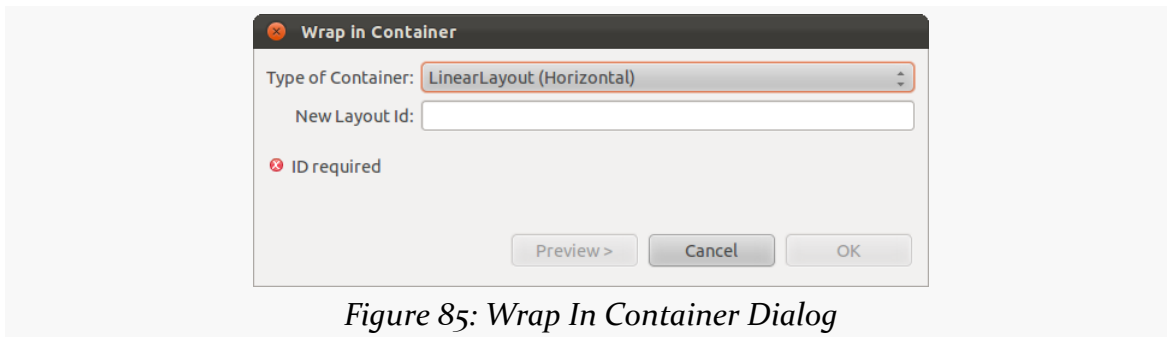 Wrap in Container
Type of Container: LinearLayout (Horizontal)
New Layout Id:
ID required
Preview > Cancel OK
Figure 85: Wrap In Container Dialog